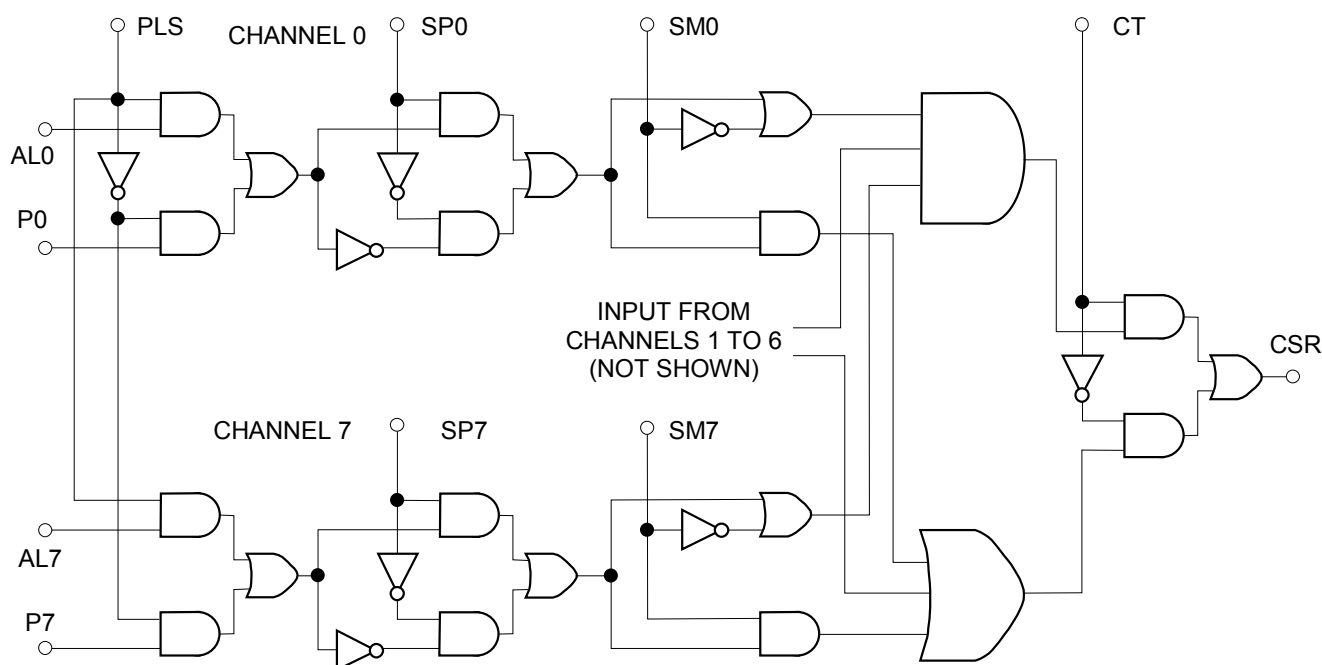 PLS
CHANNEL 0
SP0
SM0
CT
AL0
P0
INPUT FROM
CHANNELS 1 TO 6
(NOT SHOWN)
CSR
CHANNEL 7
SP7
SM7
AL7
P7